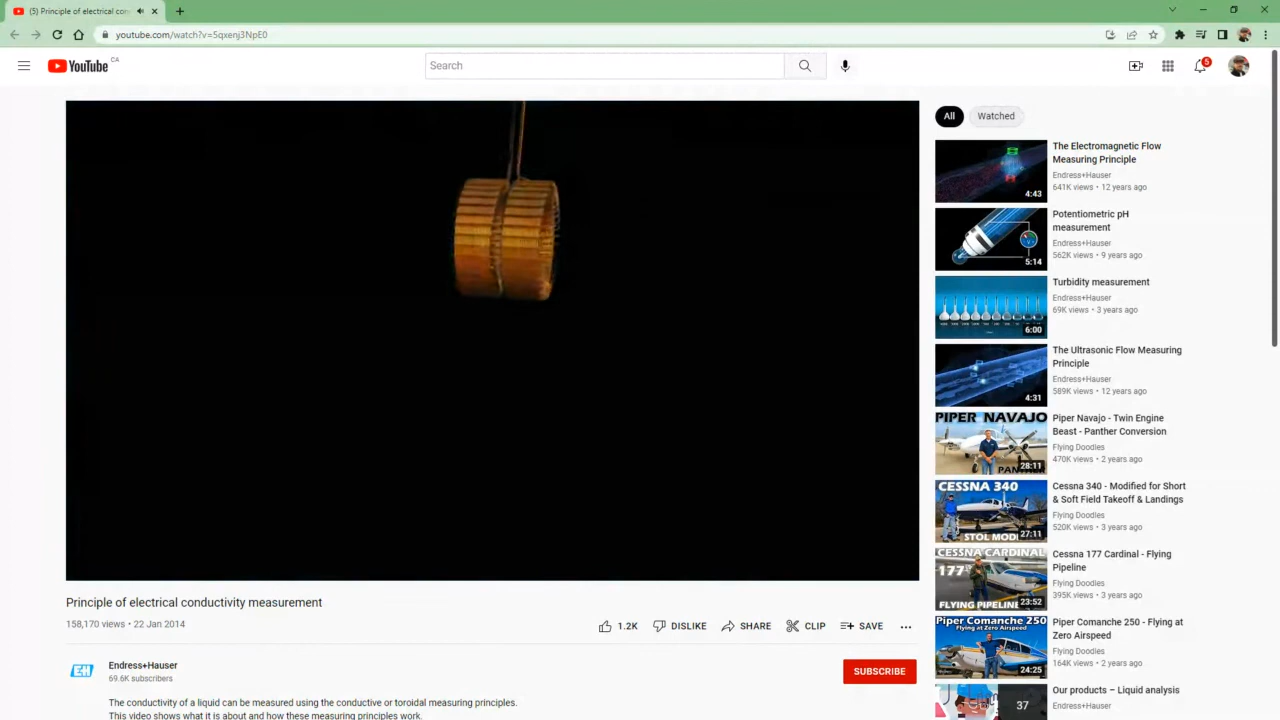 (5) Principle of electrical con
youtube.com/watch?v=5qxenj3NpE0
YouTube CA
Search
5
All
Watched
4:43
The Electromagnetic Flow
Measuring Principle
Endress+Hauser
641K views • 12 years ago
5:14
Potentiometric pH
measurement
Endress+Hauser
562K views • 9 years ago
6:00
Turbidity measurement
Endress+Hauser
69K views • 3 years ago
4:31
The Ultrasonic Flow Measuring
Principle
Endress+Hauser
589K views • 12 years ago
PIPER NAVAJO
28:11
Piper Navajo - Twin Engine
Beast - Panther Conversion
Flying Doodles
470K views • 2 years ago
CESSNA 340
STOL MODI
27:11
Cessna 340 - Modified for Short
& Soft Field Takeoff & Landings
Flying Doodles
520K views • 3 years ago
CESSNA CARDINAL
177
FLYING PIPELINE
23:52
Cessna 177 Cardinal - Flying
Pipeline
Flying Doodles
395K views • 3 years ago
Piper Comanche 250
Flying at Zero Airspeed
24:25
Piper Comanche 250 - Flying at
Zero Airspeed
Flying Doodles
164K views • 2 years ago
37
Our products – Liquid analysis
Endress+Hauser
Principle of electrical conductivity measurement
158,170 views • 22 Jan 2014
1.2K
DISLIKE
SHARE
CLIP
SAVE
EH
Endress+Hauser
69.6K subscribers
SUBSCRIBE
The conductivity of a liquid can be measured using the conductive or toroidal measuring principles.
This video shows what it is about and how these measuring principles work.